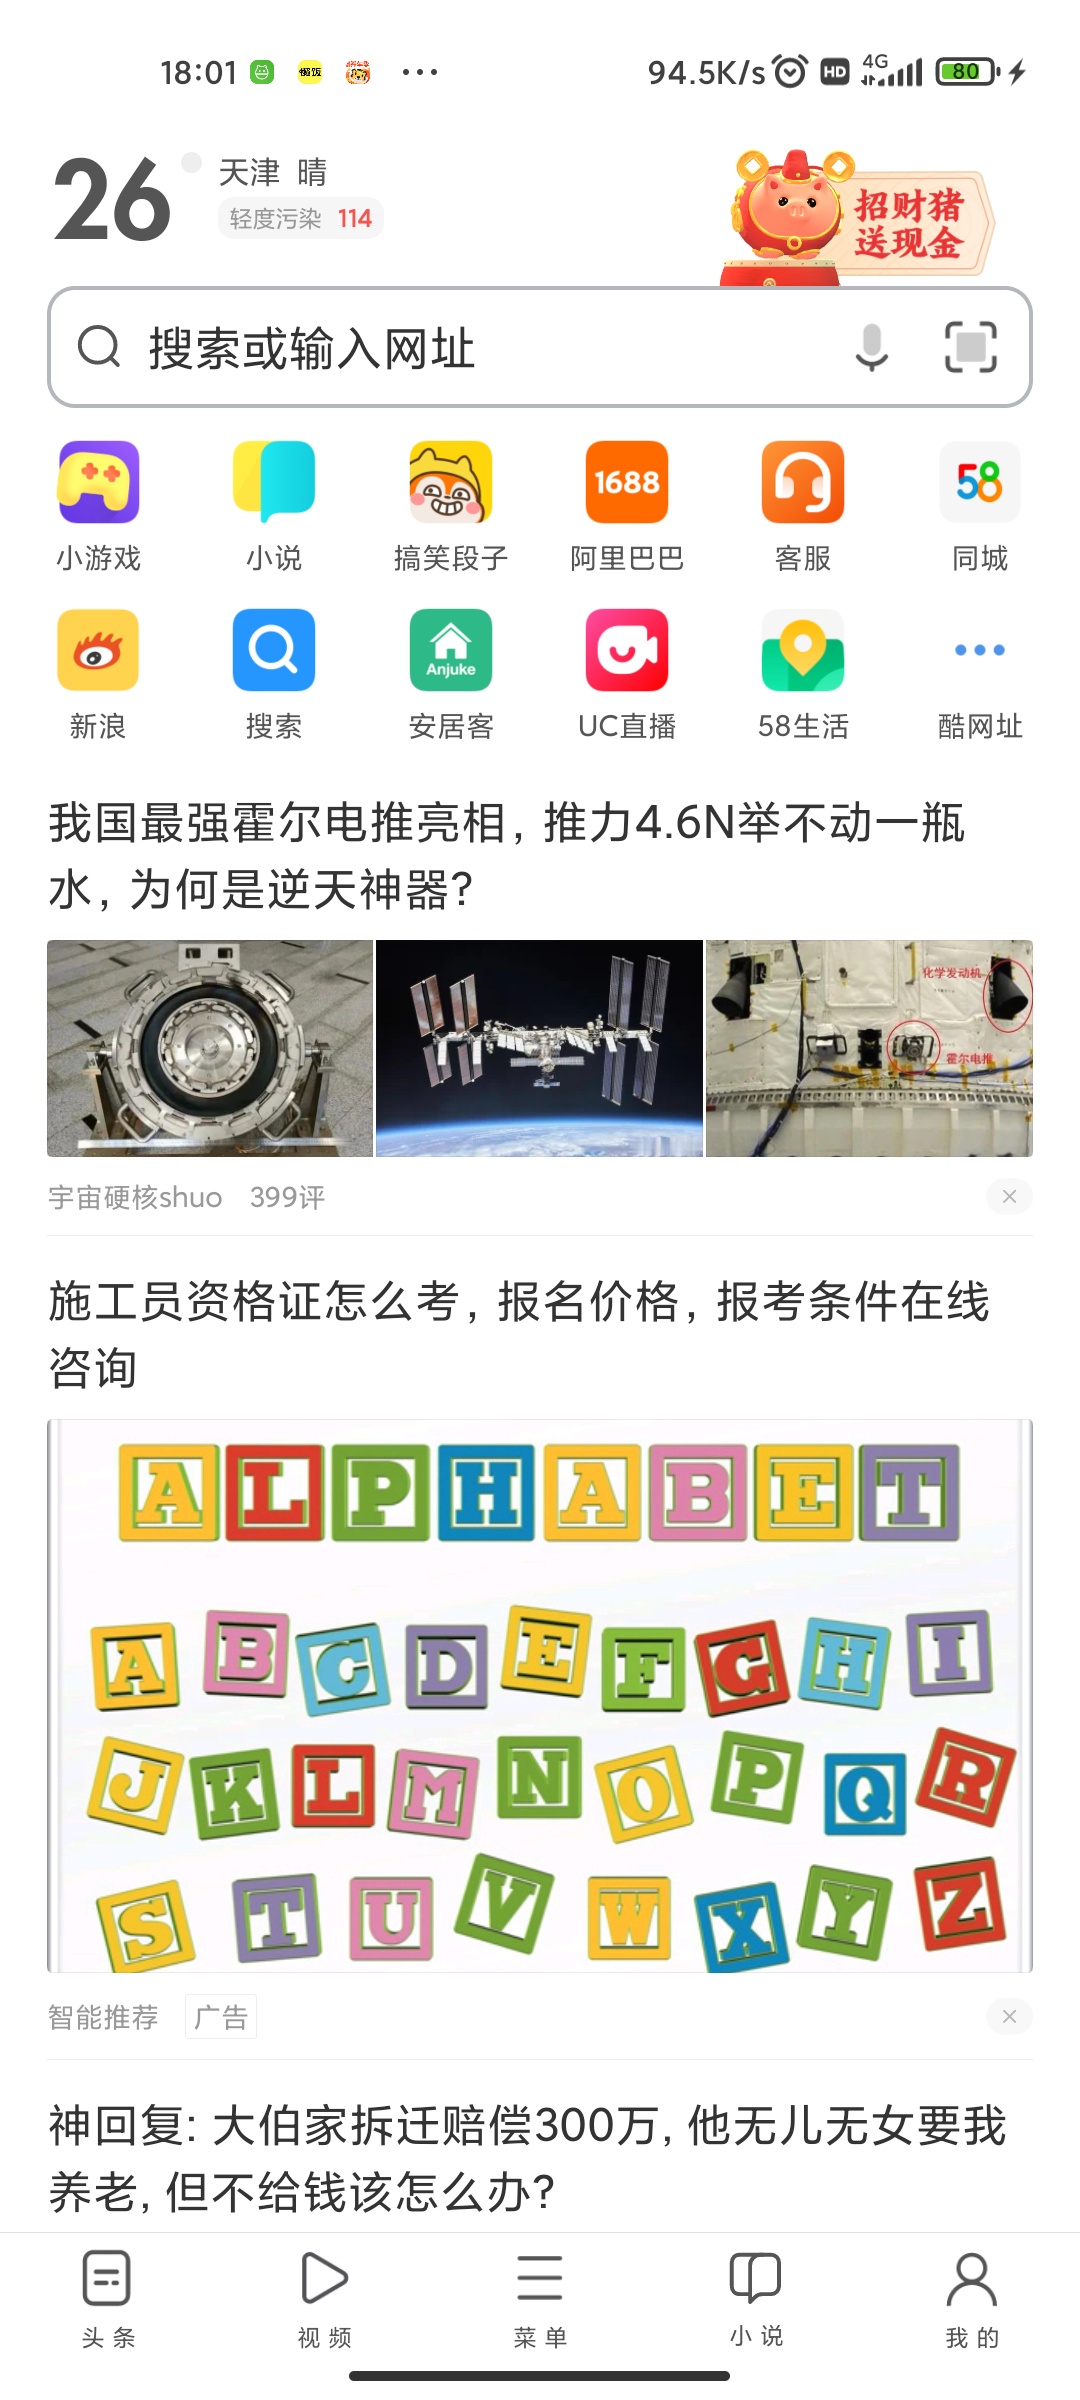 18:01 懒饭 ··· 94.5K/s HD 4G 80
26° 天津 晴
轻度污染 114
招财猪
送现金
搜索或输入网址
1688 58
小游戏 小说 搞笑段子 阿里巴巴 客服 同城
Anjuke
新浪 搜索 安居客 UC直播 58生活 酷网址
我国最强霍尔电推亮相, 推力4.6N举不动一瓶
水, 为何是逆天神器?
化学发动机
霍尔电推
宇宙硬核shuo 399评
施工员资格证怎么考, 报名价格, 报考条件在线
咨询
ALPHABET
A B C D E F G H I
J K L M N O P Q R
S T U V W X Y Z
智能推荐 广告
神回复: 大伯家拆迁赔偿300万, 他无儿无女要我
养老, 但不给钱该怎么办?
头条 视频 菜单 小说 我的